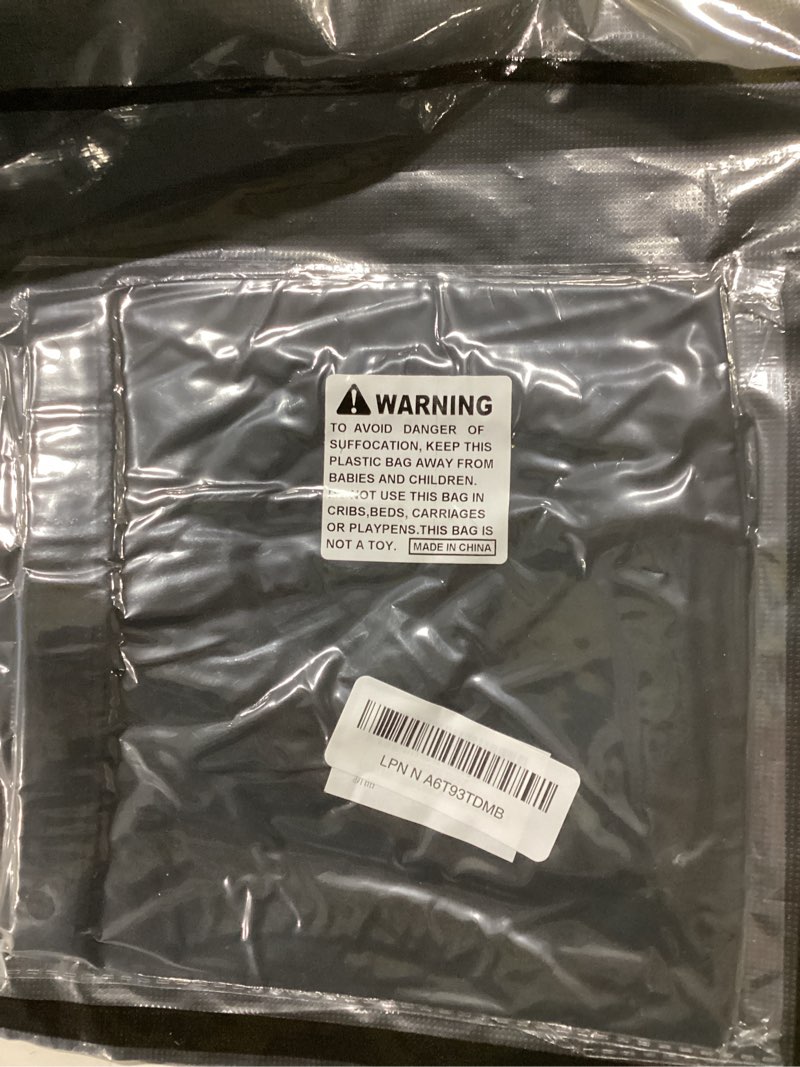 WARNING
TO AVOID DANGER OF
SUFFOCATION, KEEP THIS
PLASTIC BAG AWAY FROM
BABIES AND CHILDREN.
NOT USE THIS BAG IN
CRIBS,BEDS, CARRIAGES
OR PLAYPENS.THIS BAG IS
NOT A TOY. MADE IN CHINA
LPN N A6T93TDMB